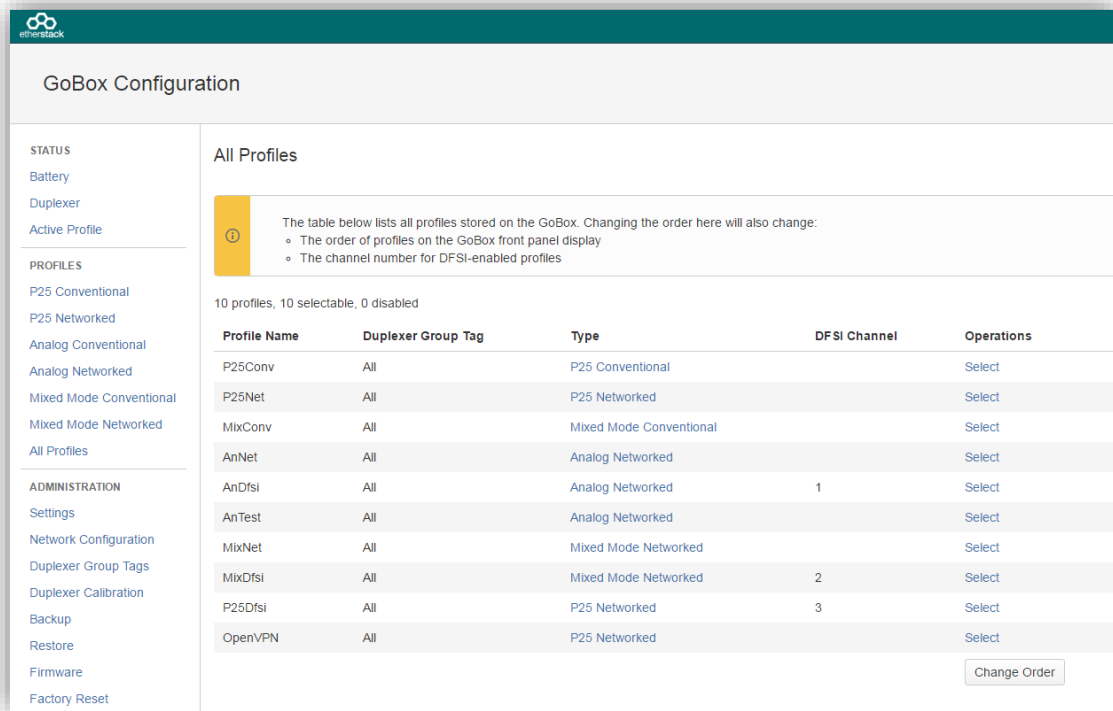 etherstack
GoBox Configuration
STATUS
Battery
Duplexer
Active Profile
PROFILES
P25 Conventional
P25 Networked
Analog Conventional
Analog Networked
Mixed Mode Conventional
Mixed Mode Networked
All Profiles
ADMINISTRATION
Settings
Network Configuration
Duplexer Group Tags
Duplexer Calibration
Backup
Restore
Firmware
Factory Reset
All Profiles
The table below lists all profiles stored on the GoBox. Changing the order here will also change:
The order of profiles on the GoBox front panel display
The channel number for DFSI-enabled profiles
10 profiles, 10 selectable, 0 disabled
Profile Name Duplexer Group Tag Type DFSI Channel Operations
P25Conv All P25 Conventional Select
P25Net All P25 Networked Select
MixConv All Mixed Mode Conventional Select
AnNet All Analog Networked Select
AnDfsi All Analog Networked 1 Select
AnTest All Analog Networked Select
MixNet All Mixed Mode Networked Select
MixDfsi All Mixed Mode Networked 2 Select
P25Dfsi All P25 Networked 3 Select
OpenVPN All P25 Networked Select
Change Order